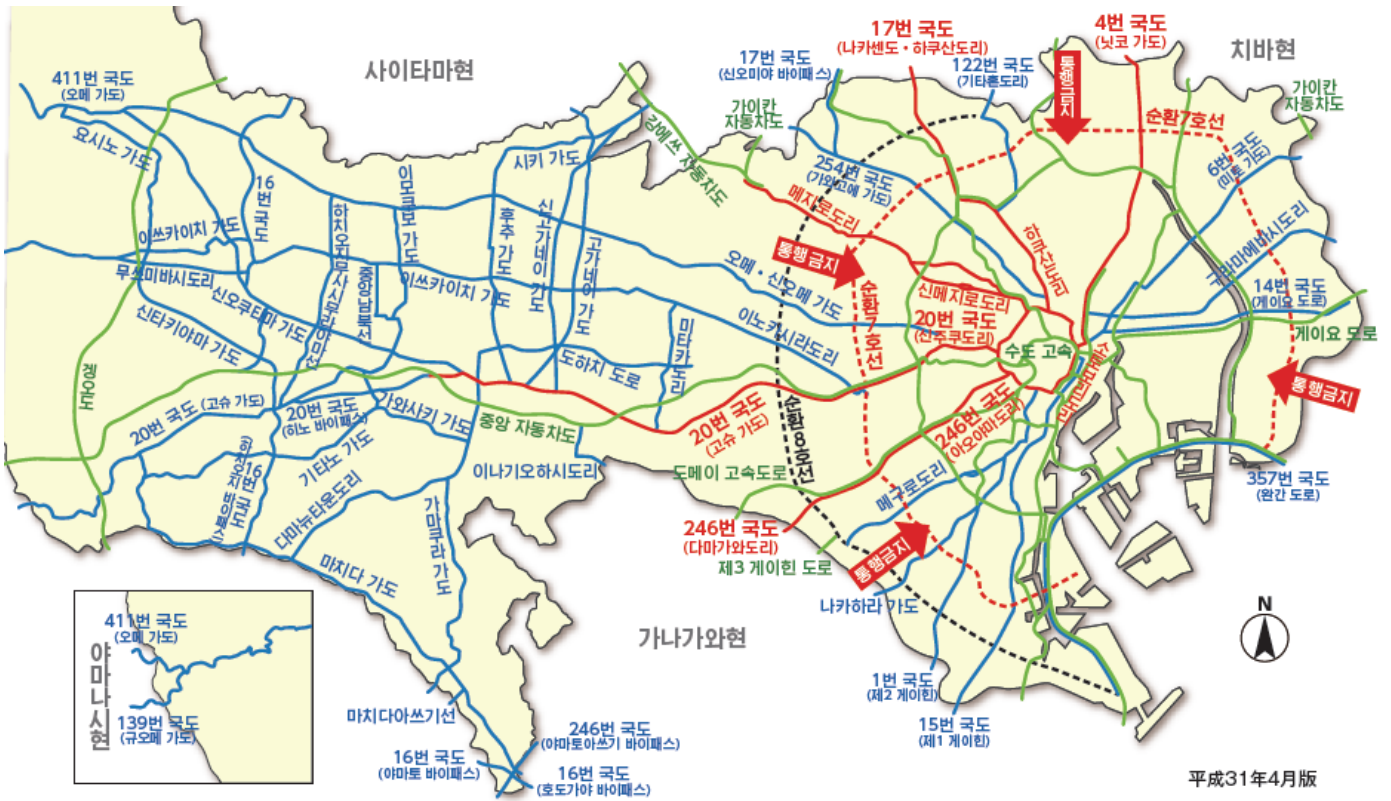 17번 국도
(나카센도・하쿠산도리)
4번 국도
(닛코 가도)
치바현
사이타마현
17번 국도
(신오미야 바이패스)
122번 국도
(기타혼도리)
통행금지
411번 국도
(오메 가도)
가이칸
자동차도
가이칸
자동차도
순환7호선
요시노 가도
강에쓰 자동차도
시키 가도
254번 국도
(가와고에 가도)
6번 국도
(미토 가도)
16번 국도
메지로도리
하쿠산도리
구라마에바시도리
이쓰카이치 가도
후추 가도
신고가네이 가도
고가네이 가도
통행금지
오메・신오메 가도
무쓰미바시도리
신오쿠타마 가도
중앙남북선
이쓰카이치 가도
순환7호선
신메지로도리
14번 국도
(게이요 도로)
신타키야마 가도
미타카도리
이노카시라도리
20번 국도
(신주쿠도리)
게이요 도로
도하치 도로
수도 고속
겡오도
통행금지
20번 국도 (고슈 가도)
20번 국도
(히노 바이패스)
가와사키 가도
중앙 자동차도
20번 국도
(고슈 가도)
순환8호선
246번 국도
(아오야마도리)
16번 국도
기타노 가도
이나기오하시도리
도메이 고속도로
메구로도리
357번 국도
(완간 도로)
다마뉴타운도리
가마쿠라 가도
246번 국도
(다마가와도리)
제3 게이힌 도로
통행금지
마치다 가도
나카하라 가도
N
411번 국도
(오메 가도)
야마나시현
139번 국도
(규오메 가도)
가나가와현
1번 국도
(제2 게이힌)
15번 국도
(제1 게이힌)
마치다아쓰기선
246번 국도
(야마토아쓰기 바이패스)
16번 국도
(야마토 바이패스)
16번 국도
(호도가야 바이패스)
平成31年4月版